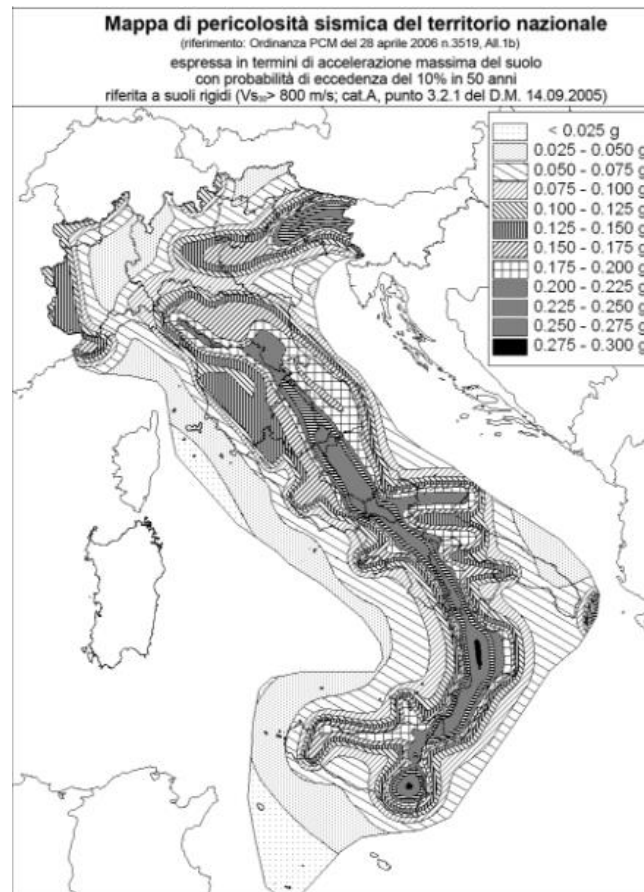 Mappa di pericolosità sismica del territorio nazionale
(riferimento: Ordinanza PCM del 28 aprile 2006 n.3519, All.1b)
espressa in termini di accelerazione massima del suolo
con probabilità di eccedenza del 10% in 50 anni
riferita a suoli rigidi (Vs₃₀> 800 m/s; cat.A, punto 3.2.1 del D.M. 14.09.2005)
< 0.025 g
0.025 - 0.050 g
0.050 - 0.075 g
0.075 - 0.100 g
0.100 - 0.125 g
0.125 - 0.150 g
0.150 - 0.175 g
0.175 - 0.200 g
0.200 - 0.225 g
0.225 - 0.250 g
0.250 - 0.275 g
0.275 - 0.300 g